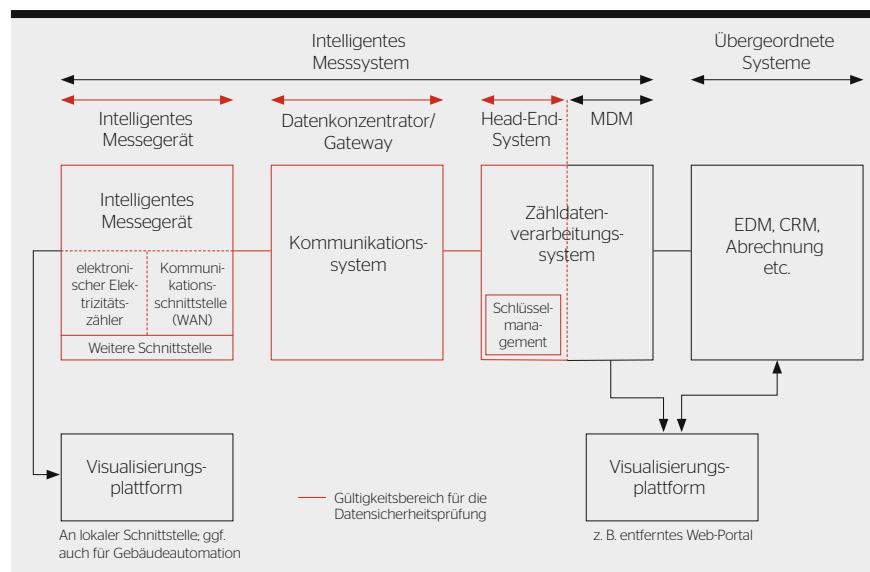 Intelligentes
Messsystem
Übergeordnete
Systeme
Intelligentes
Messegerät
Datenkonzentrator/
Gateway
Head-End-
System
MDM
Intelligentes
Messegerät
elektroni-
scher Elek-
trizitäts-
zähler
Kommuni-
kations-
schnittstelle
(WAN)
Weitere Schnittstelle
Kommunikations-
system
Zähldaten-
verarbeitungs-
system
Schlüssel-
mana-
gement
EDM, CRM,
Abrechnung
etc.
Visualisierungs-
plattform
An lokaler Schnittstelle; ggf.
auch für Gebäudeautomation
Gültigkeitsbereich für die
Datensicherheitsprüfung
Visualisierungs-
plattform
z. B. entferntes Web-Portal